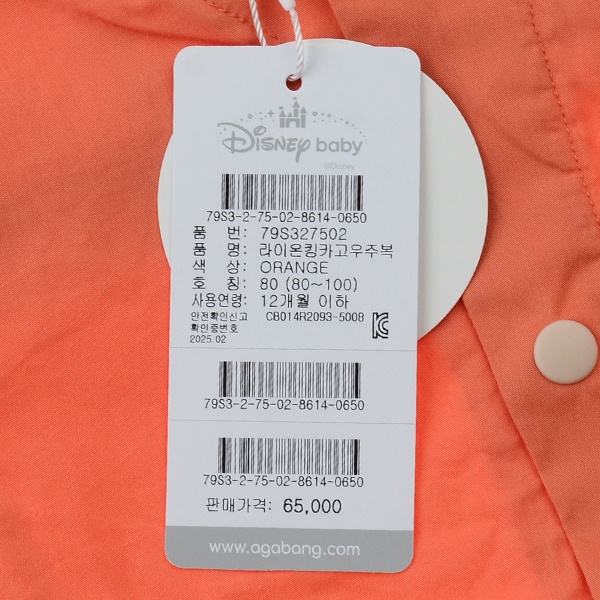 Disney baby
©Disney
79S3-2-75-02-8614-0650
품 번: 79S327502
품 명: 라이온킹카고우주복
색 상: ORANGE
호 칭: 80 (80~100)
사용연령: 12개월 이하
안전확인신고 CB014R2093-5008
확인증번호
2025.02
79S3-2-75-02-8614-0650
79S3-2-75-02-8614-0650
판매가격: 65,000
www.agabang.com